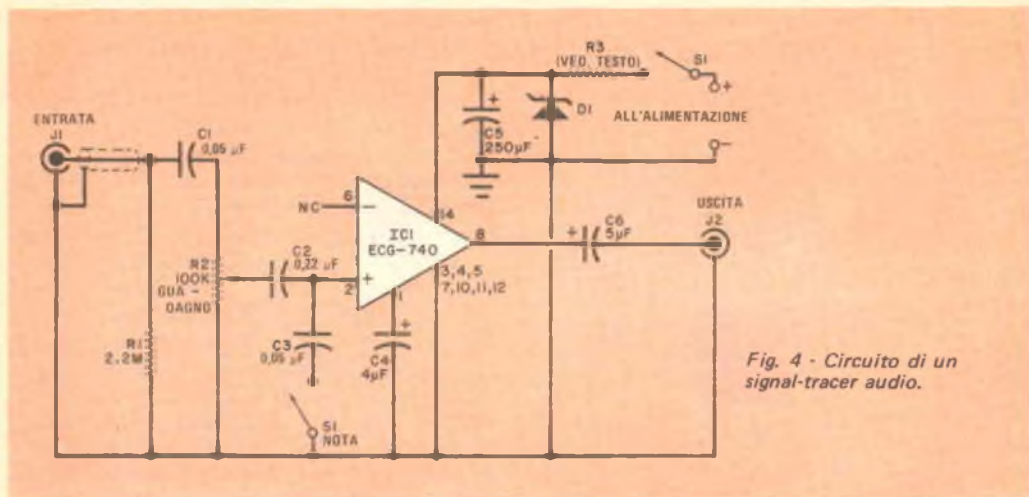 ENTRATA
J1
C1
0,05 µF
R1
2.2M
R2
100K
GUA-
DAGNO
C2
0,22 µF
C3
0,05 µF
S1
NOTA
NC
6
-
IC1
ECG-740
+
2
1
14
8
3,4,5
7,10,11,12
C4
4µF
+
C5
250µF
+
D1
R3
(VED. TESTO)
S1
+
ALL'ALIMENTAZIONE
-
C6
5µF
+
USCITA
J2
Fig. 4 - Circuito di un
signal-tracer audio.